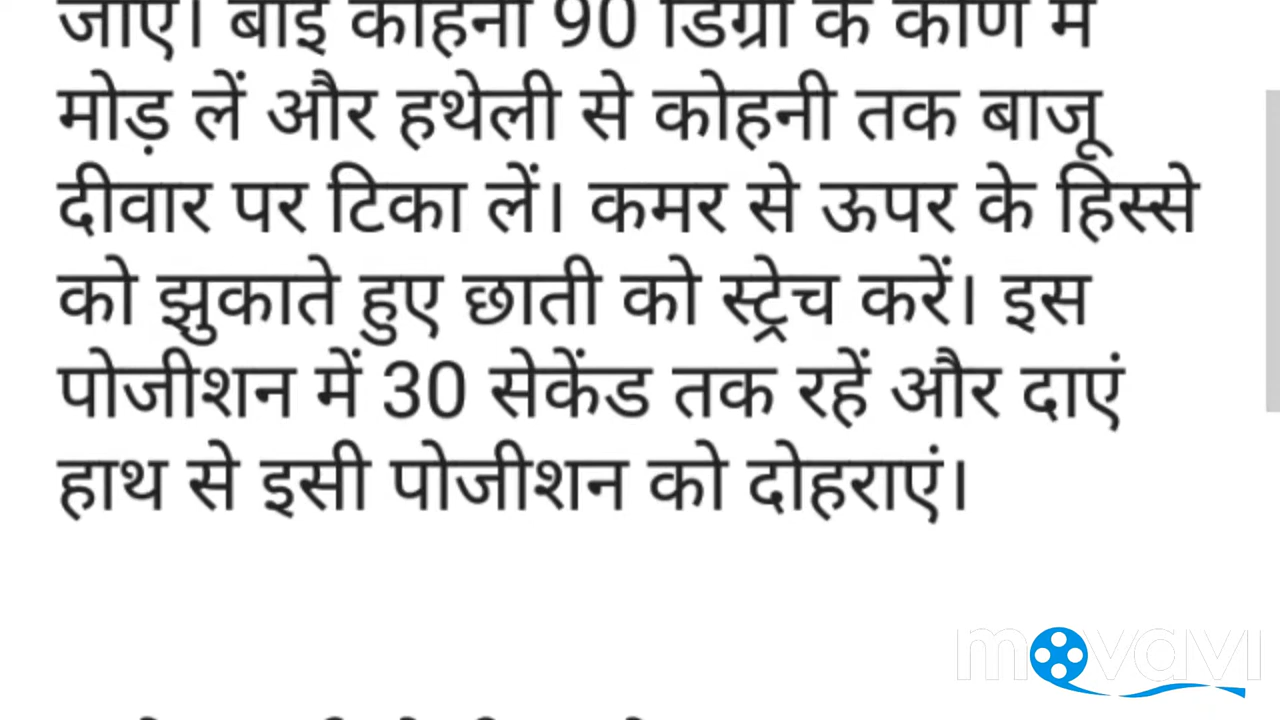 जाएं। बाईं कोहनी 90 डिग्री के कोण में
मोड़ लें और हथेली से कोहनी तक बाजू
दीवार पर टिका लें। कमर से ऊपर के हिस्से
को झुकाते हुए छाती को स्ट्रेच करें। इस
पोजीशन में 30 सेकेंड तक रहें और दाएं
हाथ से इसी पोजीशन को दोहराएं।
movavi